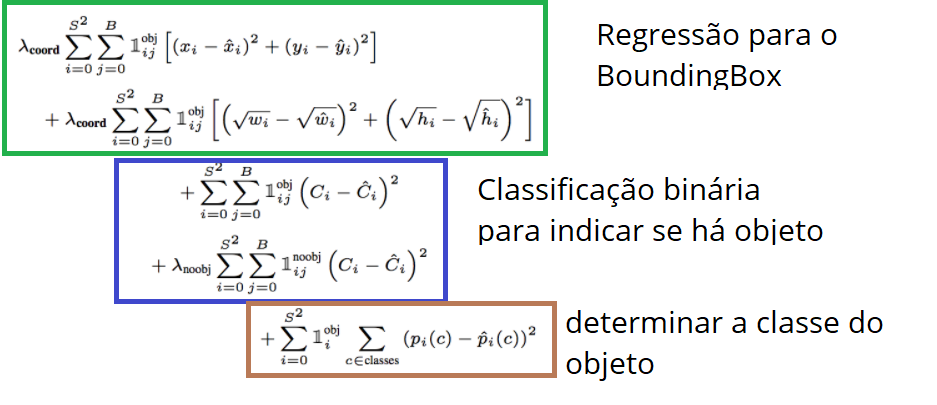 λ_coord ∑_{i=0}^{S²} ∑_{j=0}^{B} 𝟙_{ij}^{obj} [(x_i − x̂_i)² + (y_i − ŷ_i)²]
Regressão para o
BoundingBox
+ λ_coord ∑_{i=0}^{S²} ∑_{j=0}^{B} 𝟙_{ij}^{obj} [(√w_i − √ŵ_i)² + (√h_i − √ĥ_i)²]
+ ∑_{i=0}^{S²} ∑_{j=0}^{B} 𝟙_{ij}^{obj} (C_i − Ĉ_i)²
Classificação binária
para indicar se há objeto
+ λ_noobj ∑_{i=0}^{S²} ∑_{j=0}^{B} 𝟙_{ij}^{noobj} (C_i − Ĉ_i)²
+ ∑_{i=0}^{S²} 𝟙_i^{obj} ∑_{c∈classes} (p_i(c) − p̂_i(c))²
determinar a classe do
objeto